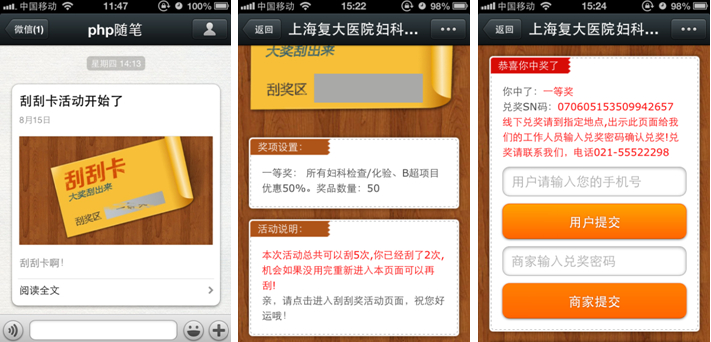 中国移动
11:47
100%
微信(1)
php随笔
星期四 14:13
刮刮卡活动开始了
8月15日
刮刮卡
大奖刮出来
刮奖区
刮刮卡啊!
阅读全文
中国移动
15:22
98%
返回
上海复大医院妇科...
大奖刮出来
刮奖区
奖项设置:
一等奖: 所有妇科检查/化验、B超项目
优惠50%。奖品数量:50
活动说明:
本次活动总共可以刮5次,你已经刮了2次,
机会如果没用完重新进入本页面可以再
刮!
亲,请点击进入刮刮奖活动页面,祝您好
运哦!
中国移动
15:24
98%
返回
上海复大医院妇科...
恭喜你中奖了
你中了:一等奖
兑奖SN码:070605153509942657
线下兑奖请到指定地点,出示此页面给我
们的工作人员输入兑奖密码确认兑奖!兑
奖请联系我们,电话021-55522298
用户请输入您的手机号
用户提交
商家输入兑奖密码
商家提交